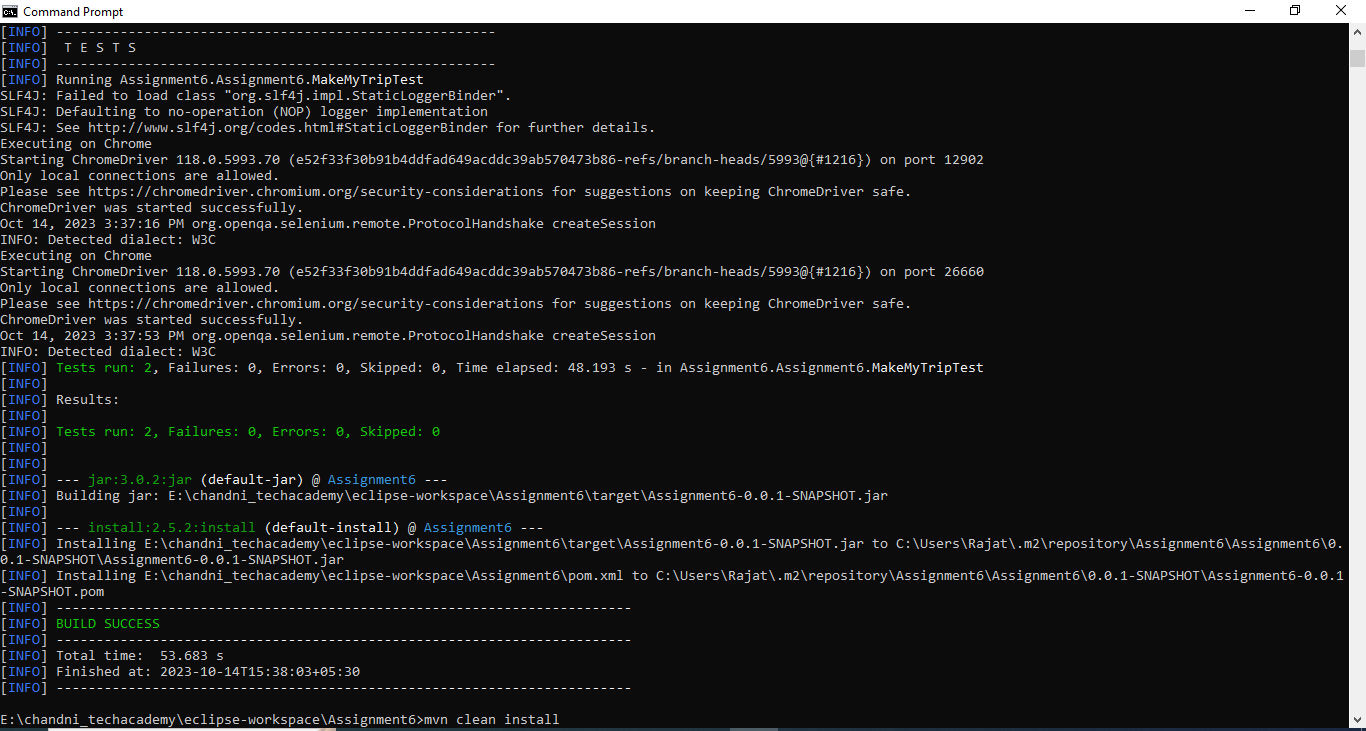 Command Prompt
[INFO] -------------------------------------------------------
[INFO]  T E S T S
[INFO] -------------------------------------------------------
[INFO] Running Assignment6.Assignment6.MakeMyTripTest
SLF4J: Failed to load class "org.slf4j.impl.StaticLoggerBinder".
SLF4J: Defaulting to no-operation (NOP) logger implementation
SLF4J: See http://www.slf4j.org/codes.html#StaticLoggerBinder for further details.
Executing on Chrome
Starting ChromeDriver 118.0.5993.70 (e52f33f30b91b4ddfad649acddc39ab570473b86-refs/branch-heads/5993@{#1216}) on port 12902
Only local connections are allowed.
Please see https://chromedriver.chromium.org/security-considerations for suggestions on keeping ChromeDriver safe.
ChromeDriver was started successfully.
Oct 14, 2023 3:37:16 PM org.openqa.selenium.remote.ProtocolHandshake createSession
INFO: Detected dialect: W3C
Executing on Chrome
Starting ChromeDriver 118.0.5993.70 (e52f33f30b91b4ddfad649acddc39ab570473b86-refs/branch-heads/5993@{#1216}) on port 26660
Only local connections are allowed.
Please see https://chromedriver.chromium.org/security-considerations for suggestions on keeping ChromeDriver safe.
ChromeDriver was started successfully.
Oct 14, 2023 3:37:53 PM org.openqa.selenium.remote.ProtocolHandshake createSession
INFO: Detected dialect: W3C
[INFO] Tests run: 2, Failures: 0, Errors: 0, Skipped: 0, Time elapsed: 48.193 s - in Assignment6.Assignment6.MakeMyTripTest
[INFO]
[INFO] Results:
[INFO]
[INFO] Tests run: 2, Failures: 0, Errors: 0, Skipped: 0
[INFO]
[INFO]
[INFO] --- jar:3.0.2:jar (default-jar) @ Assignment6 ---
[INFO] Building jar: E:\chandni_techacademy\eclipse-workspace\Assignment6\target\Assignment6-0.0.1-SNAPSHOT.jar
[INFO]
[INFO] --- install:2.5.2:install (default-install) @ Assignment6 ---
[INFO] Installing E:\chandni_techacademy\eclipse-workspace\Assignment6\target\Assignment6-0.0.1-SNAPSHOT.jar to C:\Users\Rajat\.m2\repository\Assignment6\Assignment6\0.
0.1-SNAPSHOT\Assignment6-0.0.1-SNAPSHOT.jar
[INFO] Installing E:\chandni_techacademy\eclipse-workspace\Assignment6\pom.xml to C:\Users\Rajat\.m2\repository\Assignment6\Assignment6\0.0.1-SNAPSHOT\Assignment6-0.0.1
-SNAPSHOT.pom
[INFO] ------------------------------------------------------------------------
[INFO] BUILD SUCCESS
[INFO] ------------------------------------------------------------------------
[INFO] Total time:  53.683 s
[INFO] Finished at: 2023-10-14T15:38:03+05:30
[INFO] ------------------------------------------------------------------------
E:\chandni_techacademy\eclipse-workspace\Assignment6>mvn clean install